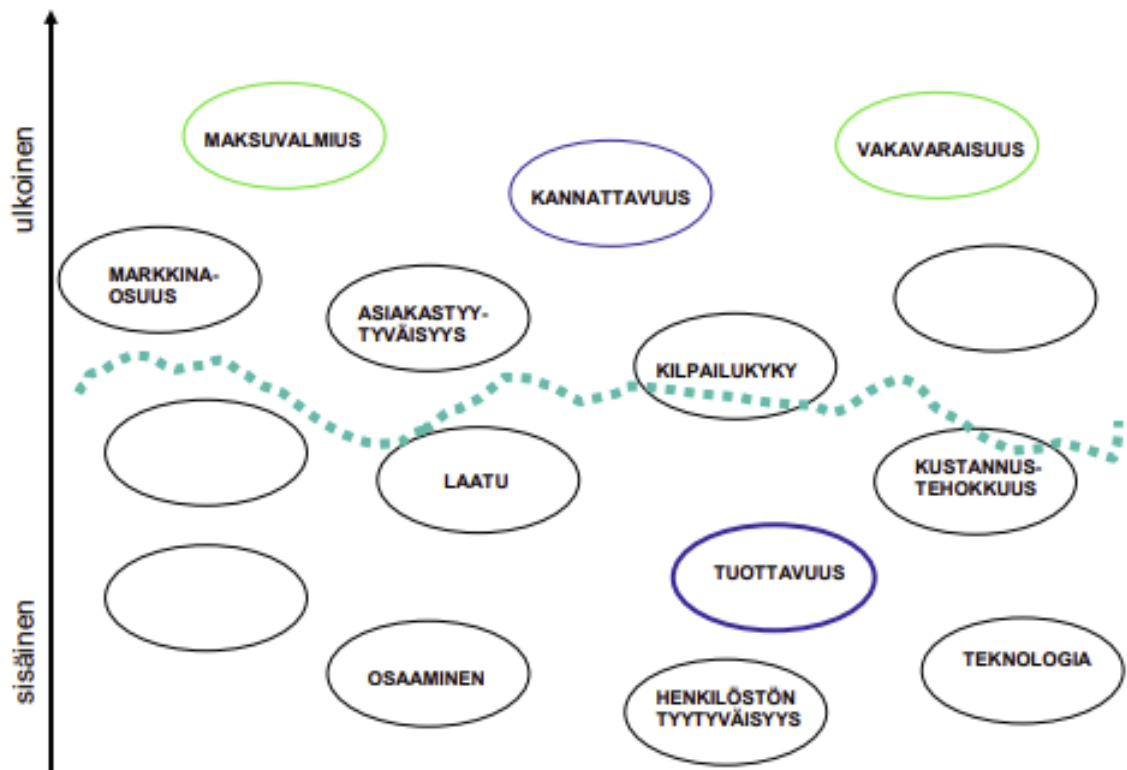 ulkoinen
MAKSUVALMIUS
KANNATTAVUUS
VAKAVARAISUUS
MARKKINA-
OSUUS
ASIAKASTYY-
TYVÄISYYS
KILPAILUKYKY
LAATU
KUSTANNUS-
TEHOKKUUS
TUOTTAVUUS
sisäinen
OSAAMINEN
HENKILÖSTÖN
TYYTYVÄISYYS
TEKNOLOGIA